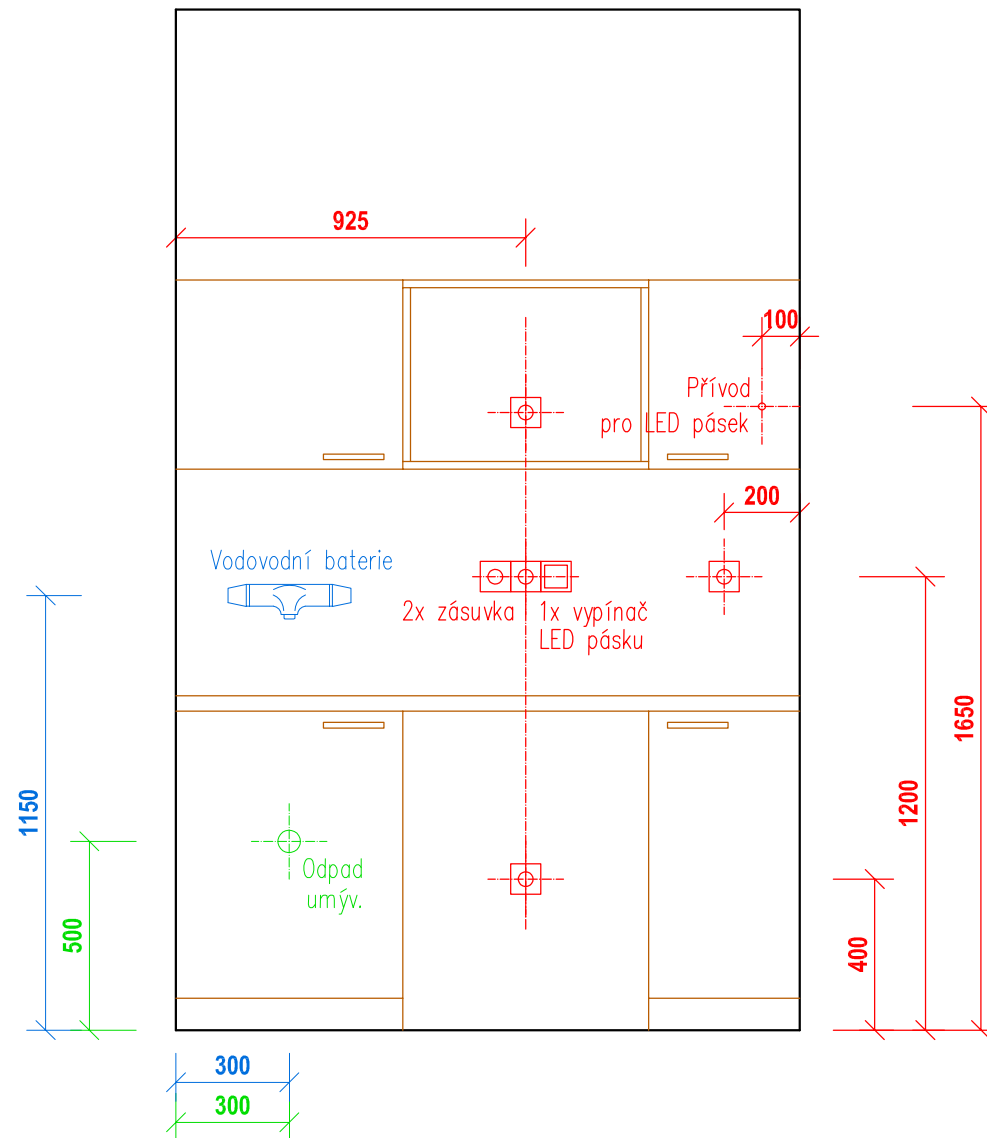 925
100
Přívod
pro LED pásek
200
Vodovodní baterie
2x zásuvka
1x vypínač
LED pásku
1650
1200
1150
Odpad
umýv.
500
400
300
300